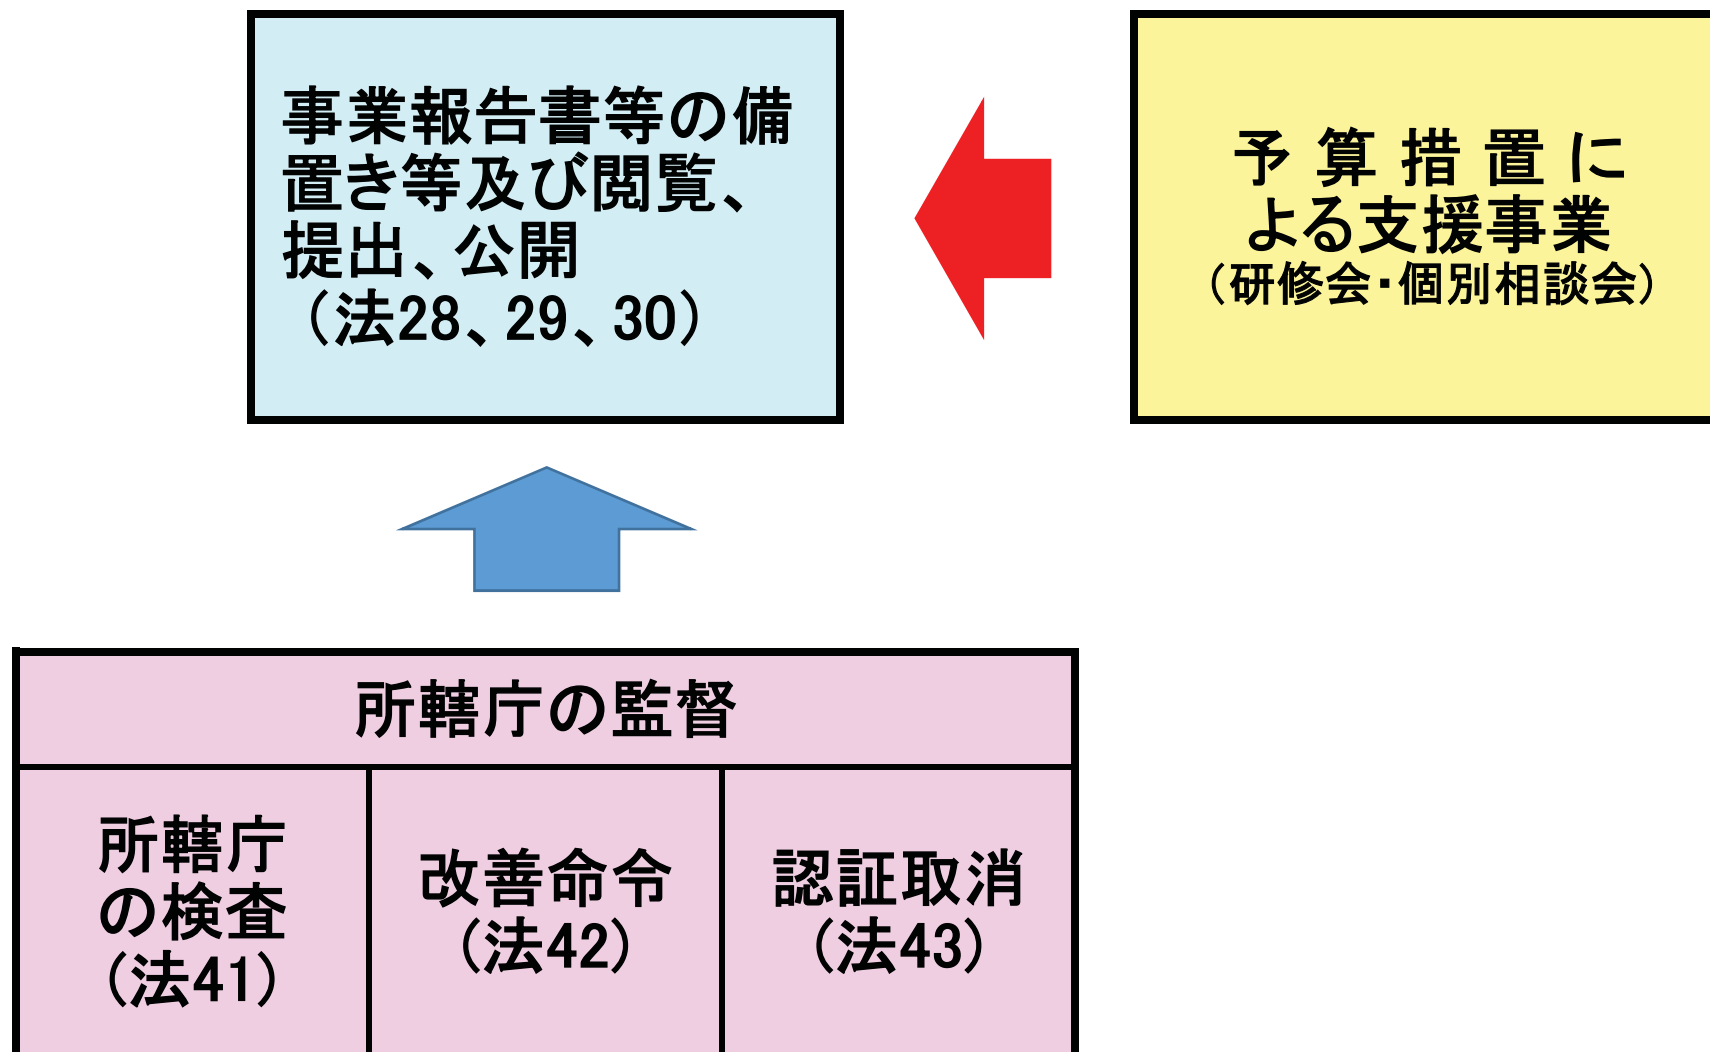 事業報告書等の備
置き等及び閲覧、
提出、公開
（法28、29、30）
予算措置に
よる支援事業
（研修会・個別相談会）
所轄庁の監督
所轄庁
の検査
（法41）
改善命令
（法42）
認証取消
（法43）